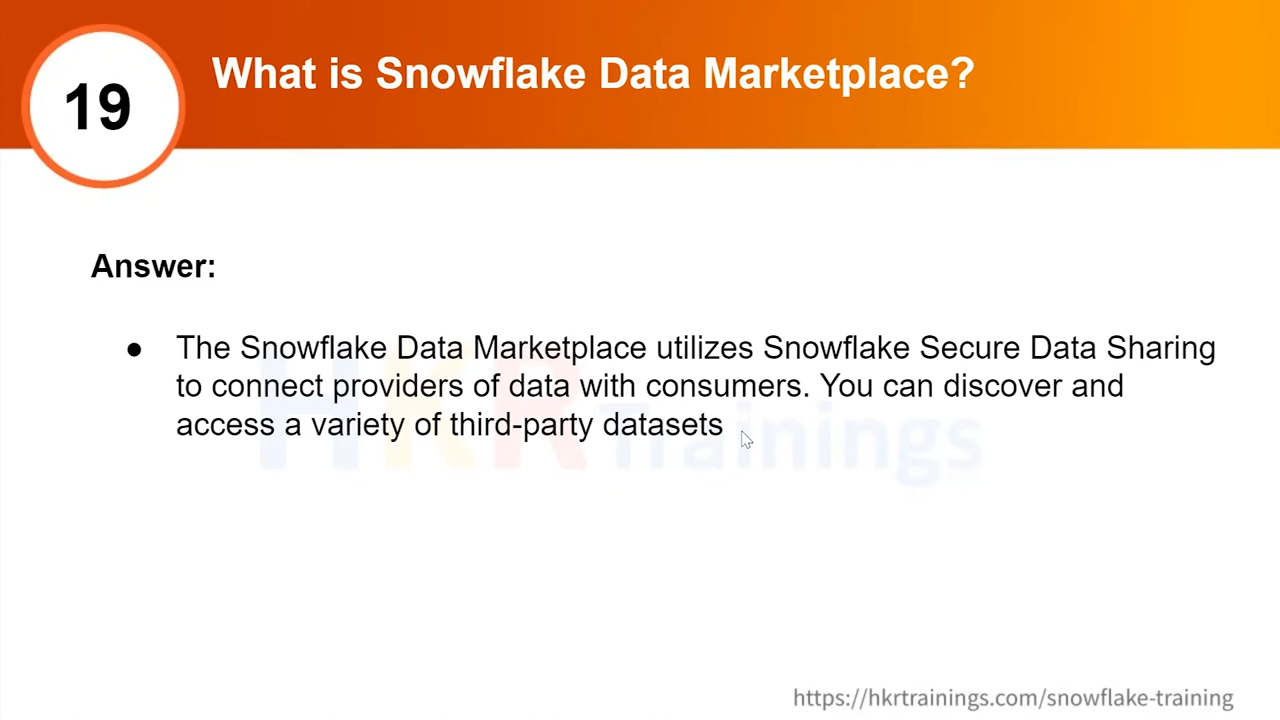 19
What is Snowflake Data Marketplace?
Answer:
● The Snowflake Data Marketplace utilizes Snowflake Secure Data Sharing
to connect providers of data with consumers. You can discover and
access a variety of third-party datasets
HKR Trainings
https://hkrtrainings.com/snowflake-training